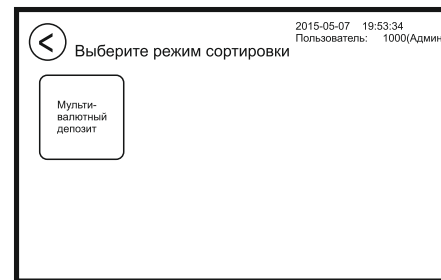 2015-05-07 19:53:34
Пользователь: 1000(Админ
Выберите режим сортировки
Мульти-
валютный
депозит